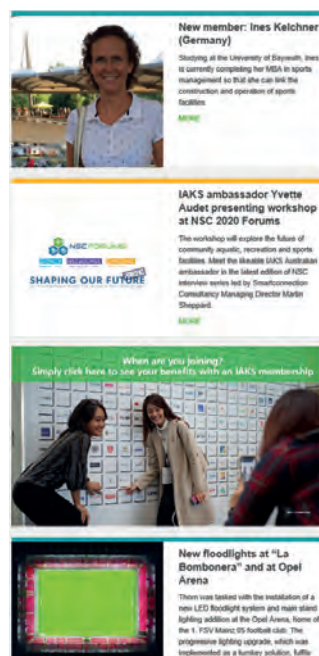 New member: Ines Kelchner
(Germany)
Studying at the University of Bayreuth, Ines
is currently completing her MBA in sports
management so that she can link the
construction and operation of sports
facilities.
MORE
IAKS ambassador Yvette
Audet presenting workshop
at NSC 2020 Forums
The workshop will explore the future of
community aquatic, recreation and sports
facilities. Meet the likeable IAKS Australian
ambassador in the latest edition of NSC
interview series led by Smartconnection
Consultancy Managing Director Martin
Sheppard.
MORE
NSC FORUMS
SHAPING OUR FUTURE
When are you joining?
Simply click here to see your benefits with an IAKS membership
New floodlights at “La
Bombonera” and at Opel
Arena
Thorn was tasked with the installation of a
new LED floodlight system and main stand
lighting addition at the Opel Arena, home of
the 1. FSV Mainz 05 football club. The
progressive lighting upgrade, which was
implemented as a turnkey solution, fulfils